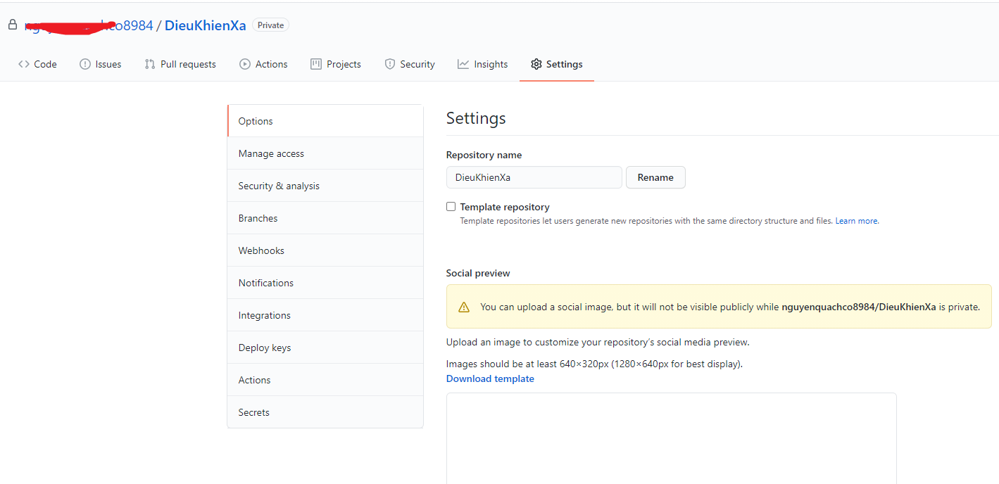 co8984 / DieuKhienXa Private
Code Issues Pull requests Actions Projects Security Insights Settings
Options
Manage access
Security & analysis
Branches
Webhooks
Notifications
Integrations
Deploy keys
Actions
Secrets
Settings
Repository name
DieuKhienXa Rename
Template repository
Template repositories let users generate new repositories with the same directory structure and files. Learn more.
Social preview
You can upload a social image, but it will not be visible publicly while nguyenquachco8984/DieuKhienXa is private.
Upload an image to customize your repository’s social media preview.
Images should be at least 640×320px (1280×640px for best display).
Download template